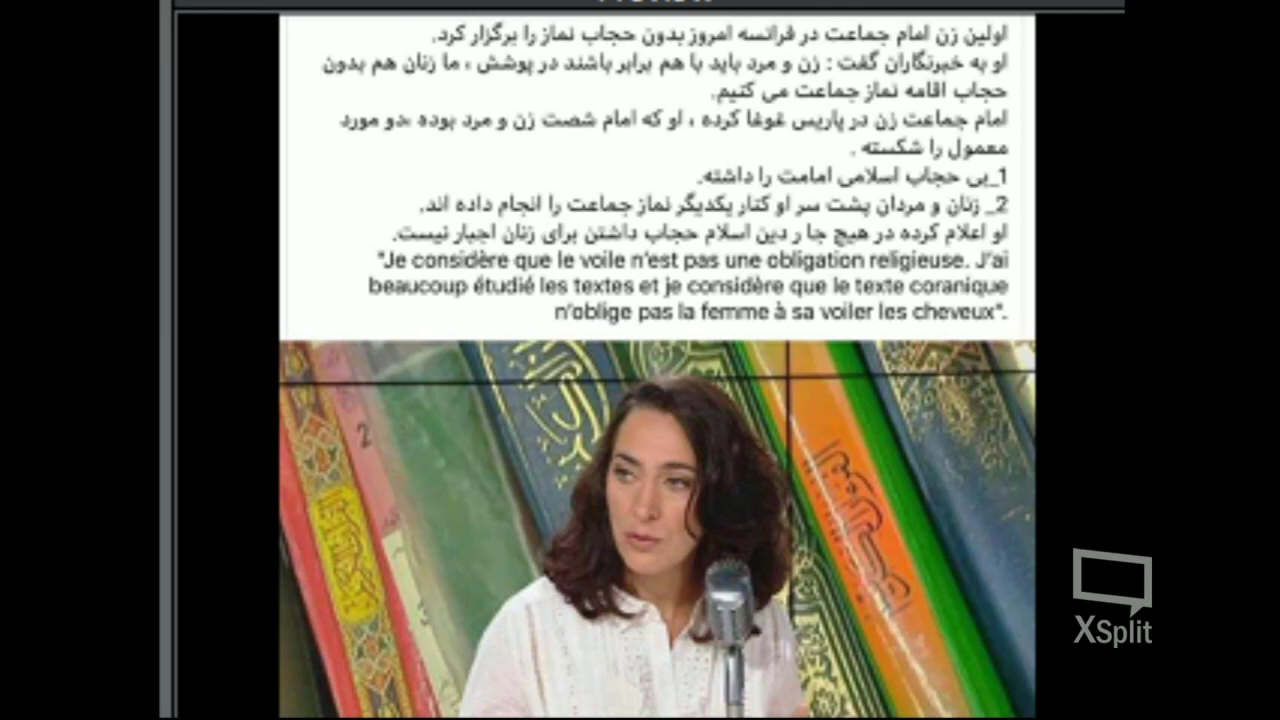 اولین زن امام جماعت در فرانسه امروز بدون حجاب نماز را برگزار کرد.
او به خبرنگاران گفت : زن و مرد باید با هم برابر باشند در پوشش ، ما زنان هم بدون
حجاب اقامه نماز جماعت می کنیم.
امام جماعت زن در پاریس غوغا کرده ، او که امام شصت زن و مرد بوده ،دو مورد
معمول را شکسته .
1_بی حجاب اسلامی امامت را داشته.
2_ زنان و مردان پشت سر او کنار یکدیگر نماز جماعت را انجام داده اند.
او اعلام کرده در هیچ جا ر دین اسلام حجاب داشتن برای زنان اجبار نیست.
"Je considère que le voile n'est pas une obligation religieuse. J'ai
beaucoup étudié les textes et je considère que le texte coranique
n'oblige pas la femme à sa voiler les cheveux".
2
XSplit